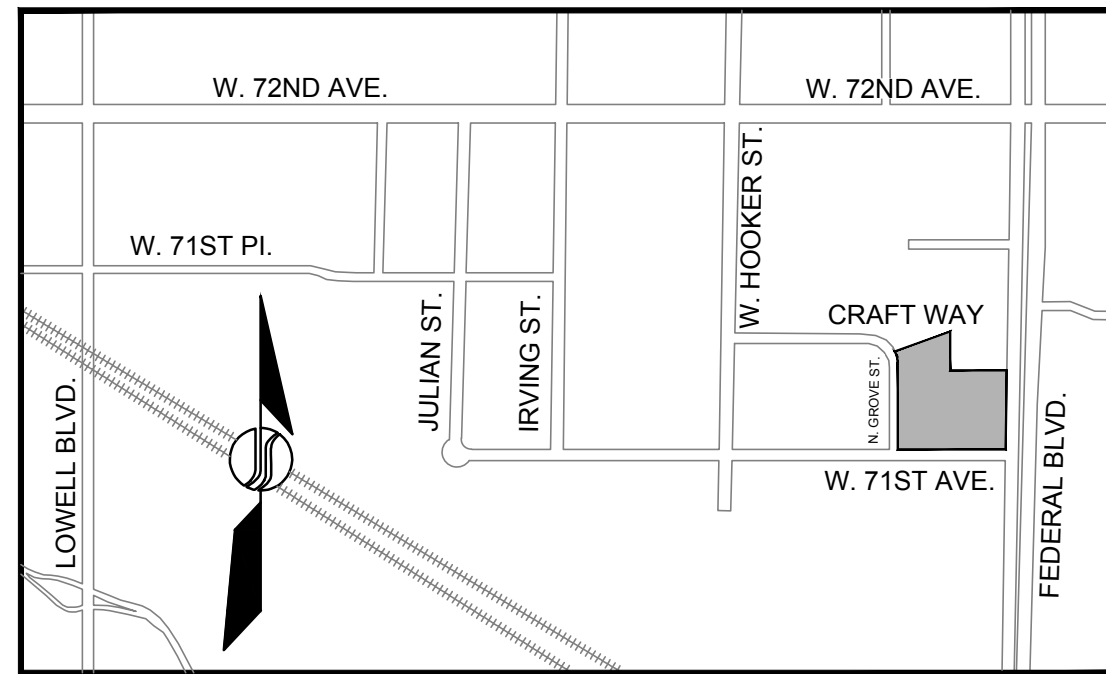 W. 72ND AVE.
W. 72ND AVE.
W. HOOKER ST.
W. 71ST Pl.
JULIAN ST.
IRVING ST.
CRAFT WAY
N. GROVE ST.
LOWELL BLVD.
W. 71ST AVE.
FEDERAL BLVD.